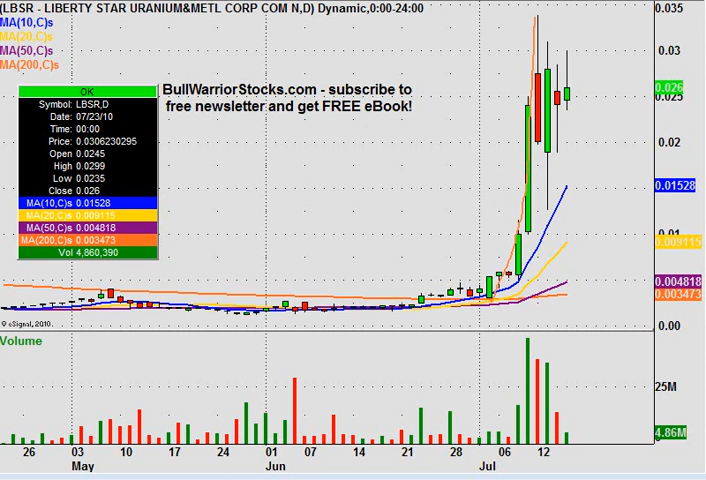 (LBSR - LIBERTY STAR URANIUM&METL CORP COM N,D) Dynamic,0:00-24:00
MA(10,C)s
MA(20,C)s
MA(50,C)s
MA(200,C)s
BullWarriorStocks.com - subscribe to
free newsletter and get FREE eBook!
OK
Symbol: LBSR,D
Date: 07/23/10
Time: 00:00
Price: 0.0306230295
Open 0.0245
High 0.0299
Low 0.0235
Close 0.026
MA(10,C)s 0.01528
MA(20,C)s 0.009115
MA(50,C)s 0.004818
MA(200,C)s 0.003473
Vol 4,860,390
0.035
0.03
0.026
0.025
0.02
0.01528
0.01
0.009115
0.004818
0.003473
0.00
© eSignal, 2010
Volume
25M
4.86M
26 03 10 17 24 01 07 14 21 28 06 12
May Jun Jul